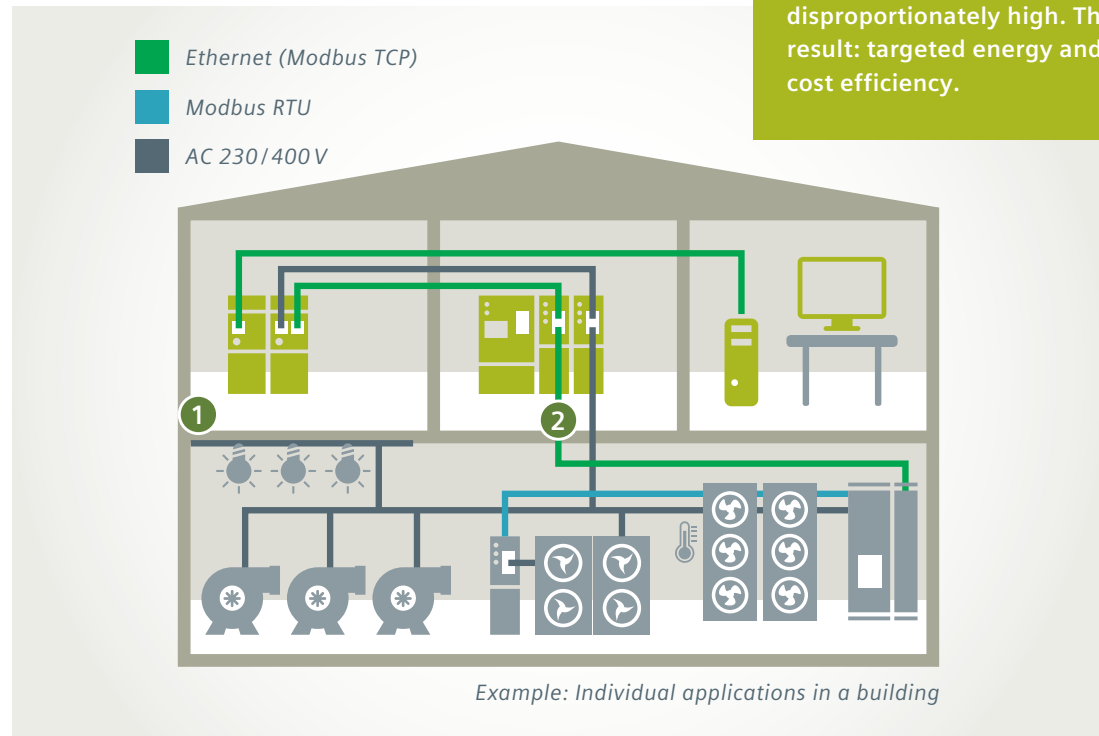 disproportionately high. Th
result: targeted energy and
cost efficiency.
Ethernet (Modbus TCP)
Modbus RTU
AC 230/400 V
1
2
Example: Individual applications in a building